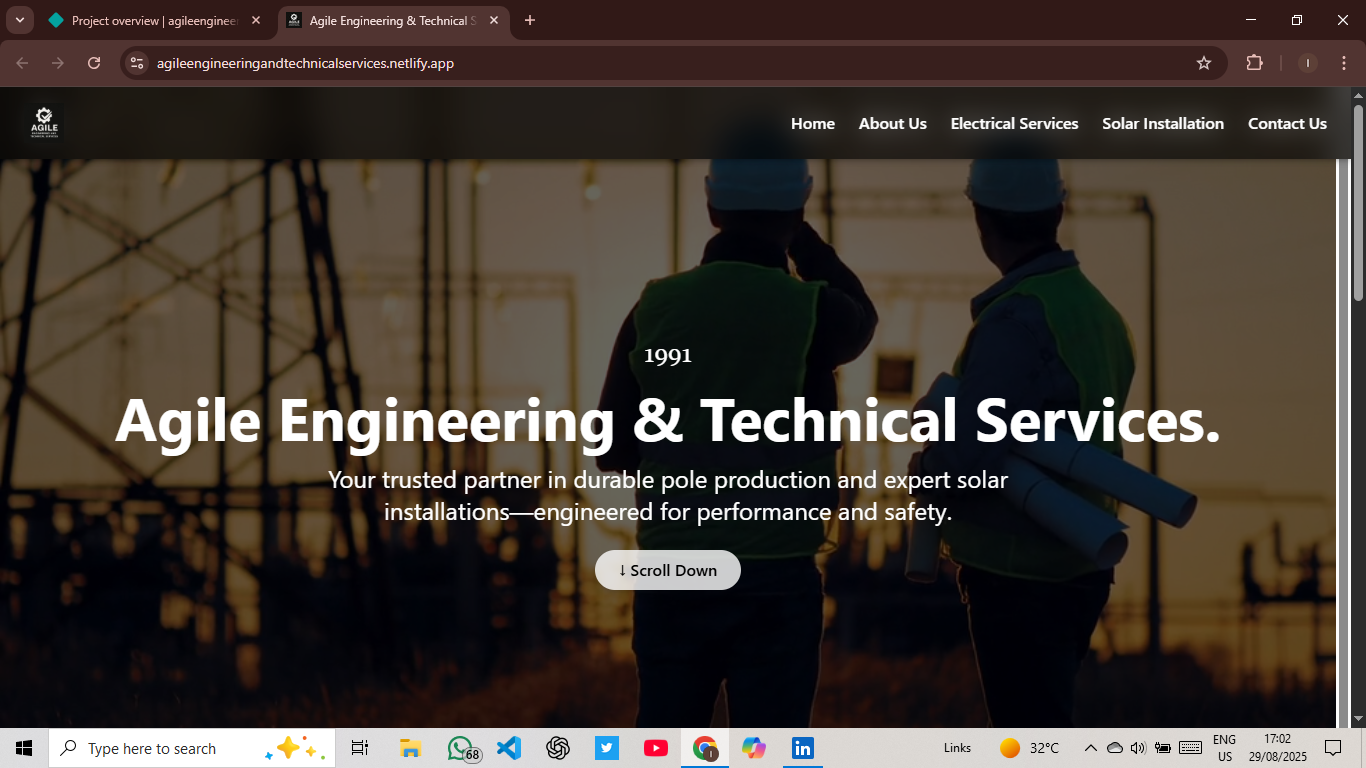 Project overview | agileengineer
Agile Engineering & Technical S
agileengineeringandtechnicalservices.netlify.app
I
AGILE
Home
About Us
Electrical Services
Solar Installation
Contact Us
1991
Agile Engineering & Technical Services.
Your trusted partner in durable pole production and expert solar
installations—engineered for performance and safety.
↓ Scroll Down
Type here to search
68
I
Links
32°C
ENG
US
17:02
29/08/2025